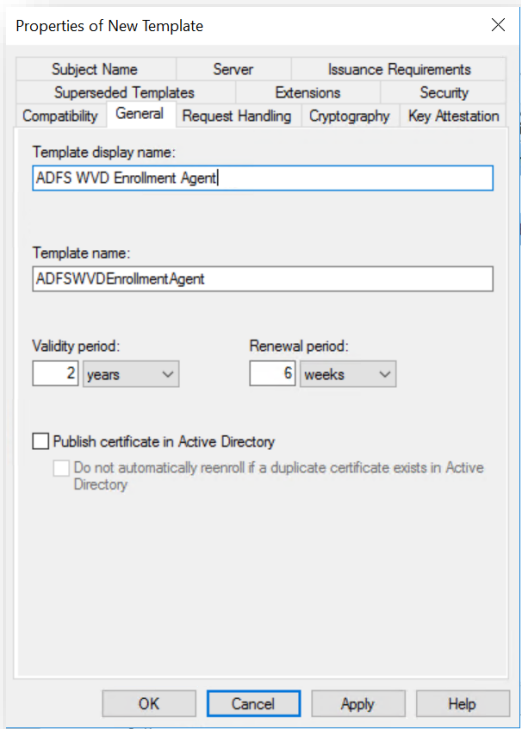 Properties of New Template
Subject Name Server Issuance Requirements
Superseded Templates Extensions Security
Compatibility General Request Handling Cryptography Key Attestation
Template display name:
ADFS WVD Enrollment Agent
Template name:
ADFSWVDEnrollmentAgent
Validity period: Renewal period:
2 years 6 weeks
Publish certificate in Active Directory
Do not automatically reenroll if a duplicate certificate exists in Active
Directory
OK Cancel Apply Help